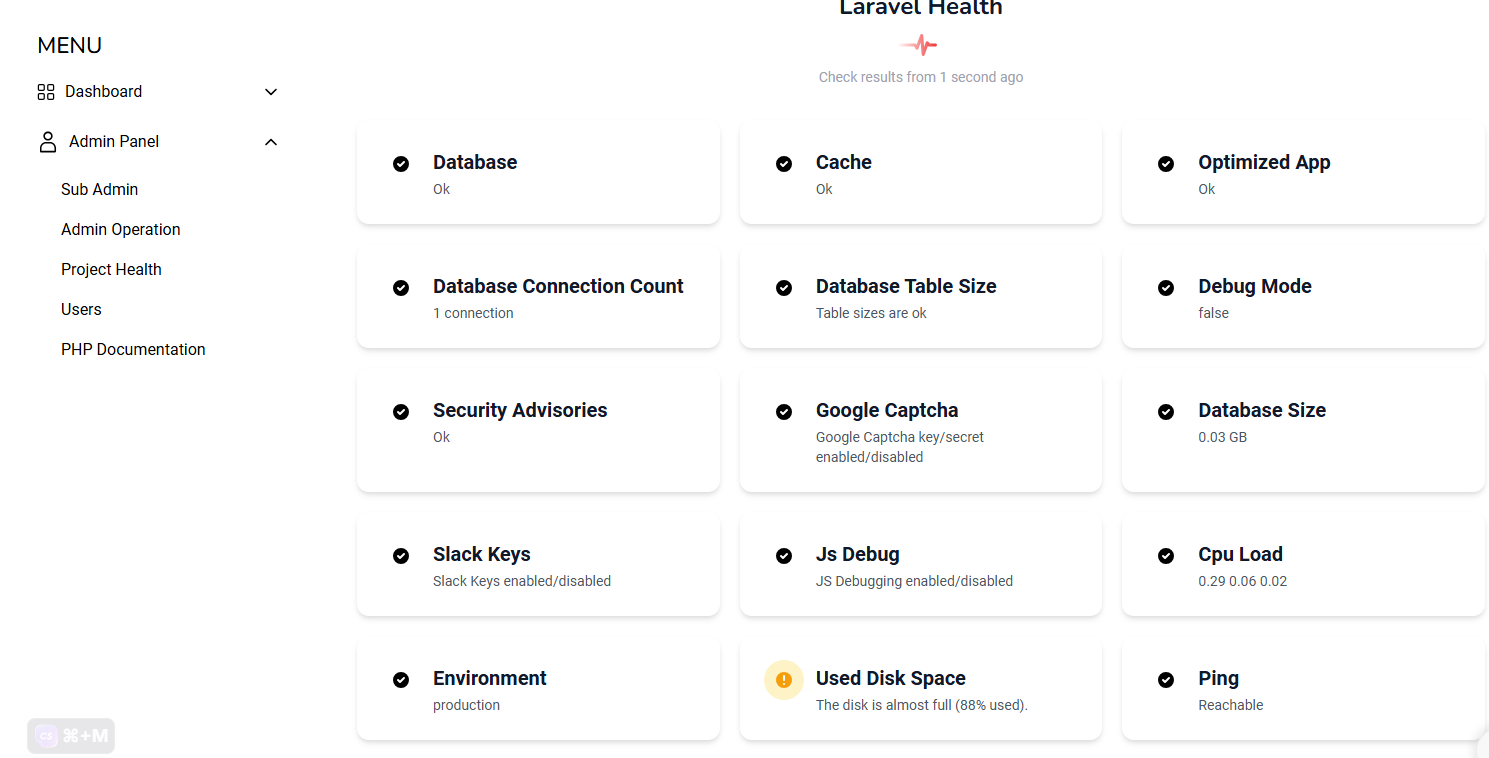 Laravel Health
Check results from 1 second ago
MENU
Dashboard
Admin Panel
Sub Admin
Admin Operation
Project Health
Users
PHP Documentation
Database
Ok
Cache
Ok
Optimized App
Ok
Database Connection Count
1 connection
Database Table Size
Table sizes are ok
Debug Mode
false
Security Advisories
Ok
Google Captcha
Google Captcha key/secret
enabled/disabled
Database Size
0.03 GB
Slack Keys
Slack Keys enabled/disabled
Js Debug
JS Debugging enabled/disabled
Cpu Load
0.29 0.06 0.02
Environment
production
Used Disk Space
The disk is almost full (88% used).
Ping
Reachable
CS ⌘+M